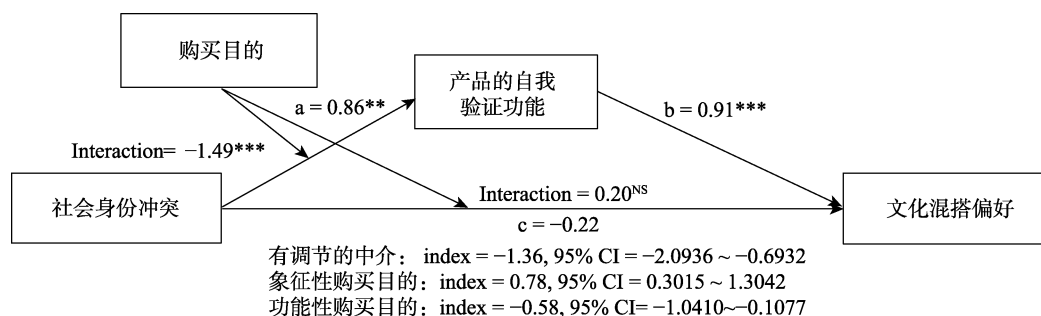 购买目的
产品的自我
验证功能
a = 0.86**
b = 0.91***
Interaction= −1.49***
社会身份冲突
Interaction = 0.20NS
文化混搭偏好
c = −0.22
有调节的中介： index = −1.36, 95% CI = −2.0936 ~ −0.6932
象征性购买目的：index = 0.78, 95% CI = 0.3015 ~ 1.3042
功能性购买目的：index = −0.58, 95% CI= −1.0410~−0.1077